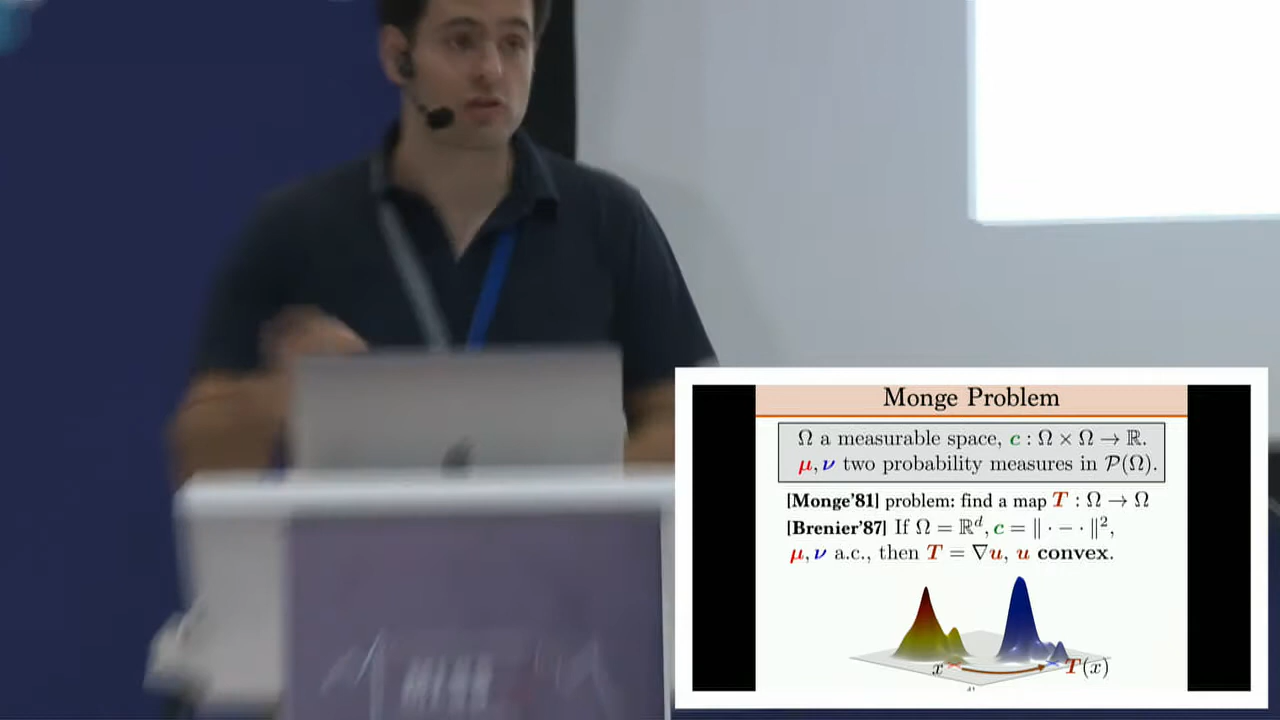 Monge Problem
Ω a measurable space, c : Ω × Ω → ℝ.
μ, ν two probability measures in 𝒫(Ω).
[Monge'81] problem: find a map T : Ω → Ω
[Brenier'87] If Ω = ℝᵈ, c = ‖ · − · ‖²,
μ, ν a.c., then T = ∇u, u convex.
x T(x)